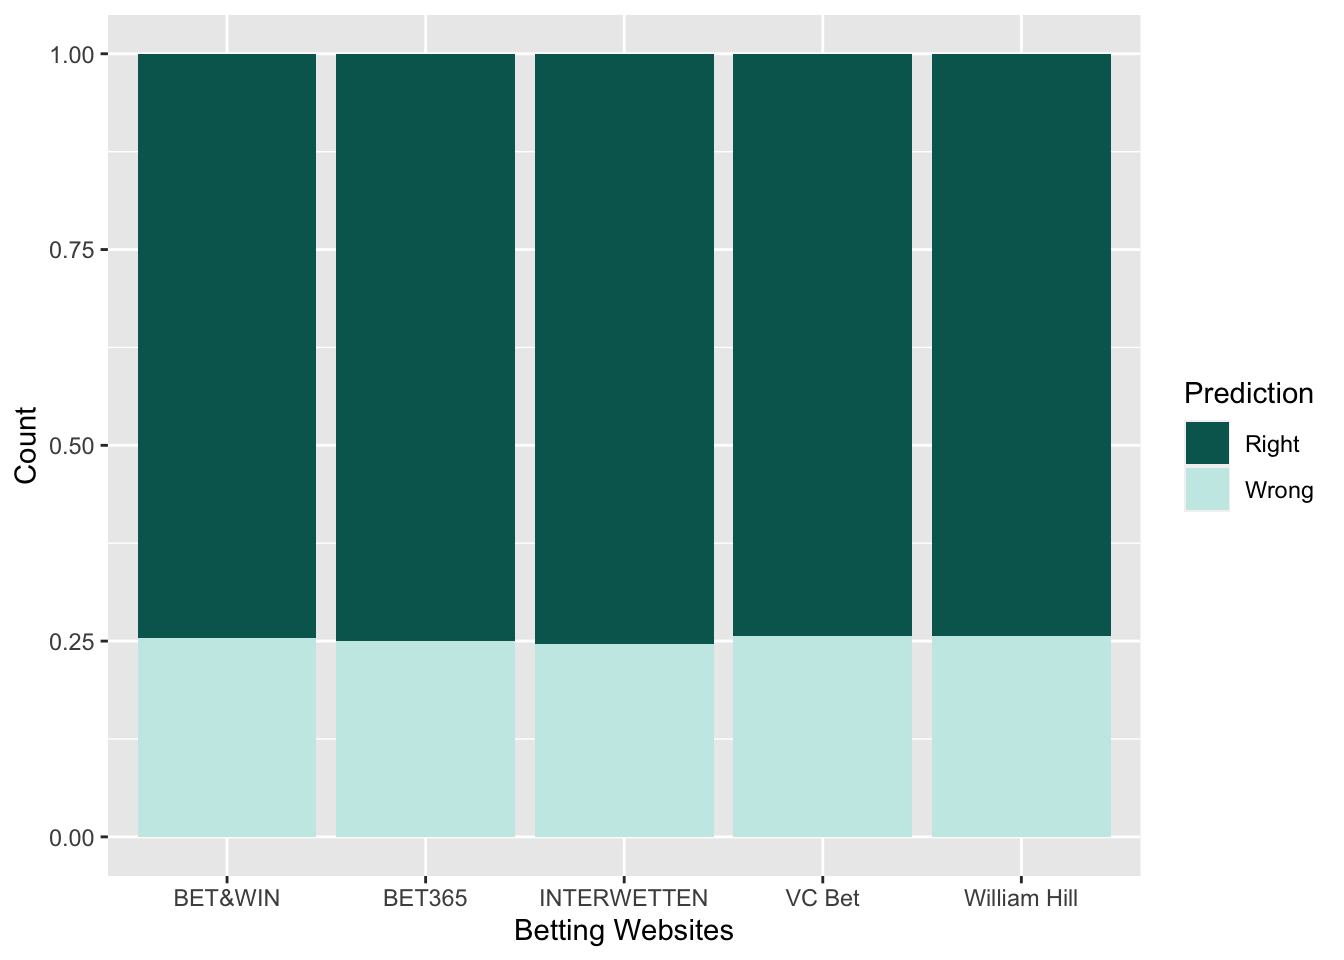 1.00
0.75
0.50
0.25
0.00
Count
BET&WIN BET365 INTERWETTEN VC Bet William Hill
Betting Websites
Prediction
Right
Wrong